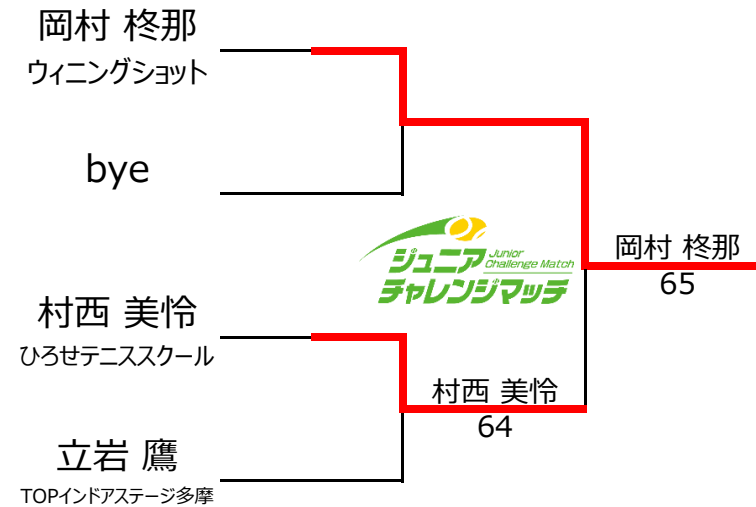 岡村 柊那
ウィニングショット
bye
Junior
Challenge Match
ジュニア
チャレンジマッチ
岡村 柊那
65
村西 美怜
ひろせテニススクール
村西 美怜
64
立岩 鷹
TOPインドアステージ多摩